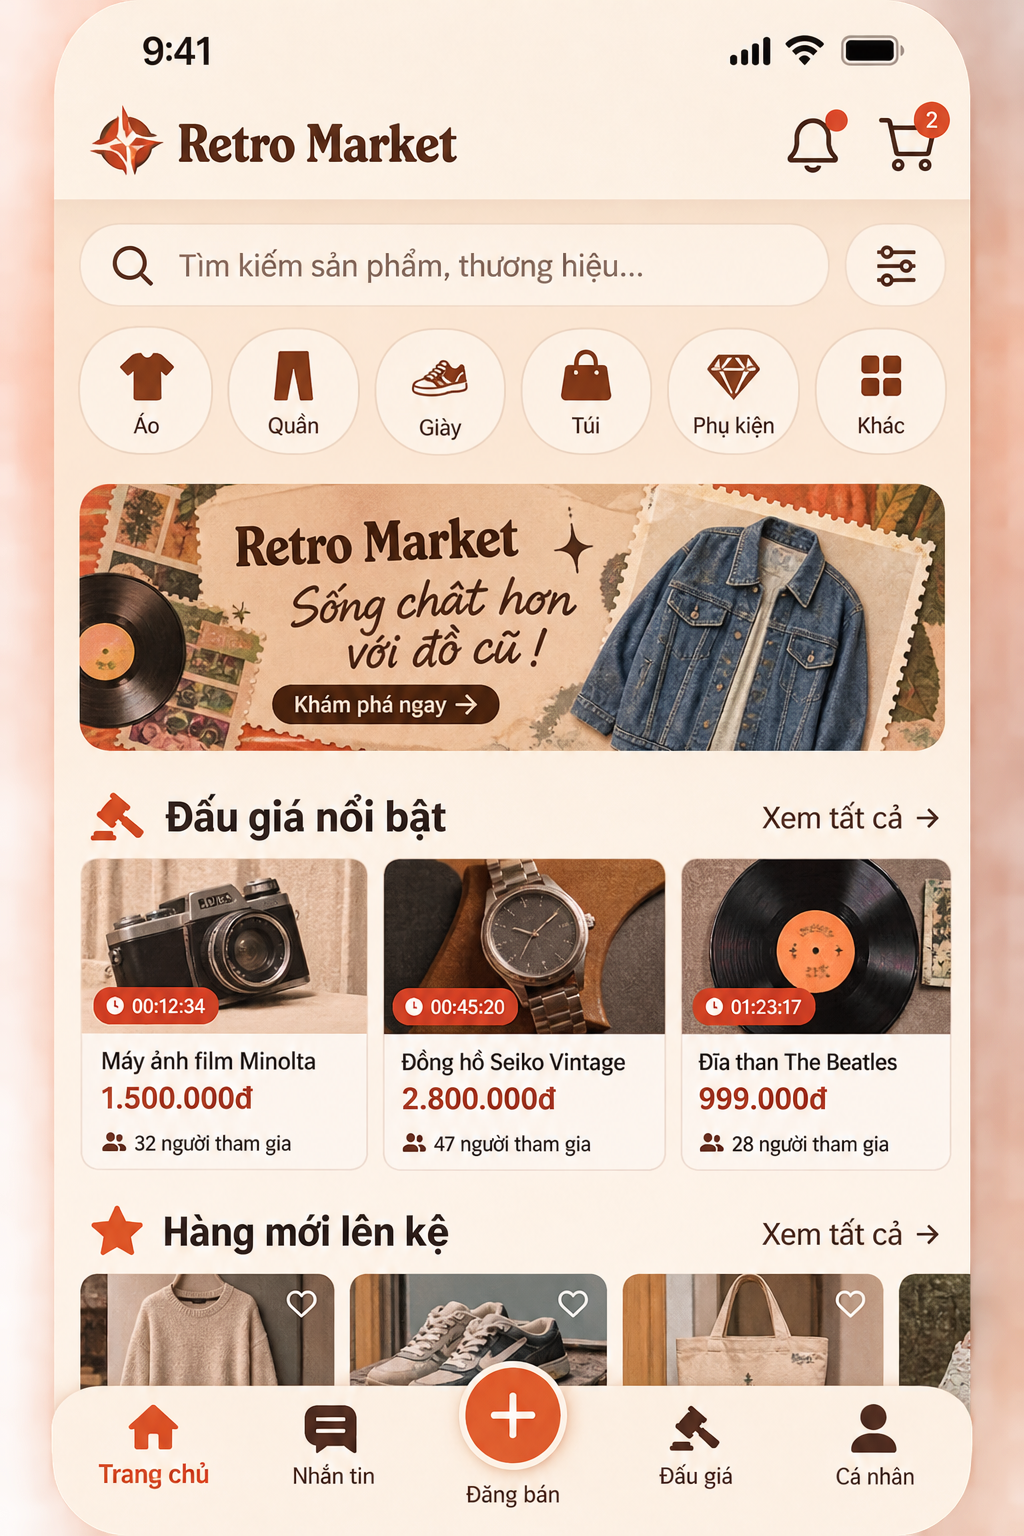 9:41
Retro Market
2
Tìm kiếm sản phẩm, thương hiệu...
Áo
Quần
Giày
Túi
Phụ kiện
Khác
Retro Market
Sống chất hơn
với đồ cũ !
Khám phá ngay →
Đấu giá nổi bật
Xem tất cả →
00:12:34
00:45:20
01:23:17
Máy ảnh film Minolta
Đồng hồ Seiko Vintage
Đĩa than The Beatles
1.500.000đ
2.800.000đ
999.000đ
32 người tham gia
47 người tham gia
28 người tham gia
Hàng mới lên kệ
Xem tất cả →
Trang chủ
Nhắn tin
Đăng bán
Đấu giá
Cá nhân